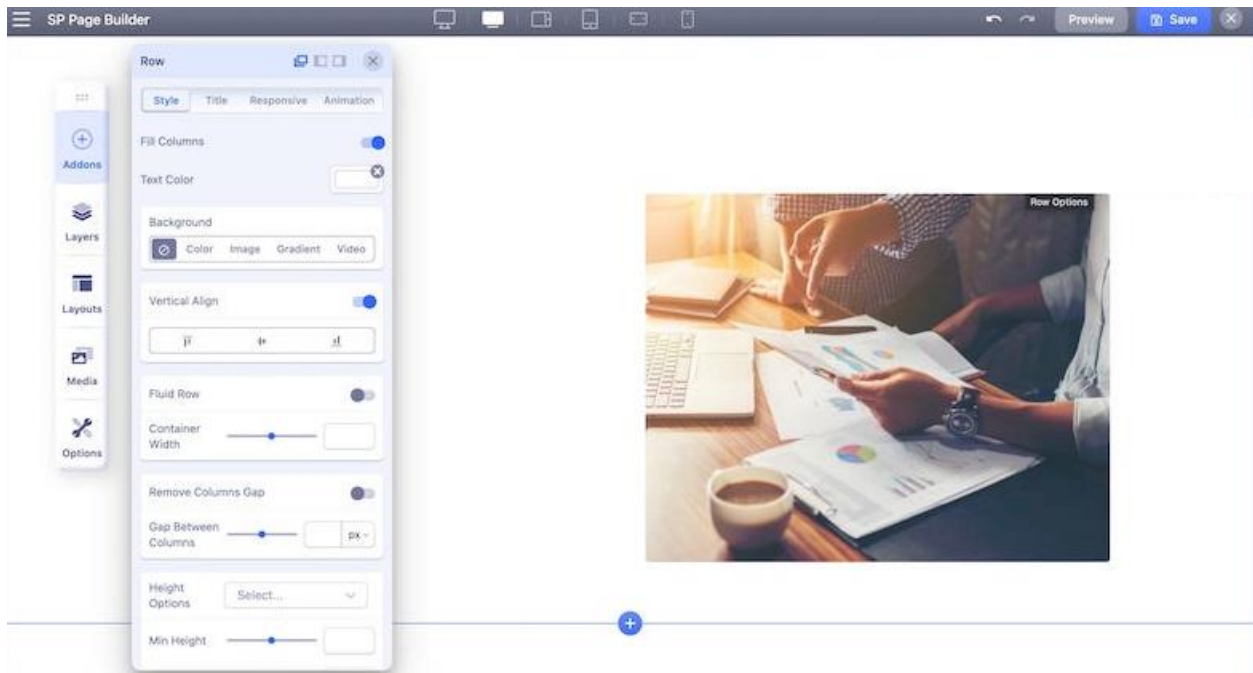 SP Page Builder
Preview
Save
Row
Style Title Responsive Animation
Addons
Fill Columns
Text Color
Row Options
Layers
Background
Color Image Gradient Video
Layouts
Vertical Align
Media
Fluid Row
Container
Width
Options
Remove Columns Gap
Gap Between
Columns
px
Height
Options
Select...
Min Height